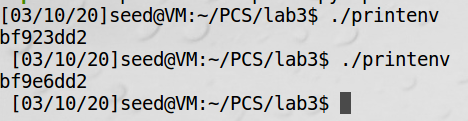 [03/10/20]seed@VM:~/PCS/lab3$ ./printenv
bf923dd2
[03/10/20]seed@VM:~/PCS/lab3$ ./printenv
bf9e6dd2
[03/10/20]seed@VM:~/PCS/lab3$